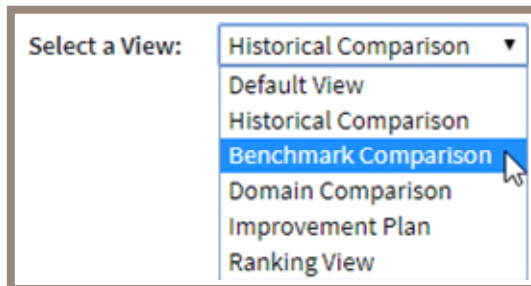 Select a View: Historical Comparison
Default View
Historical Comparison
Benchmark Comparison
Domain Comparison
Improvement Plan
Ranking View